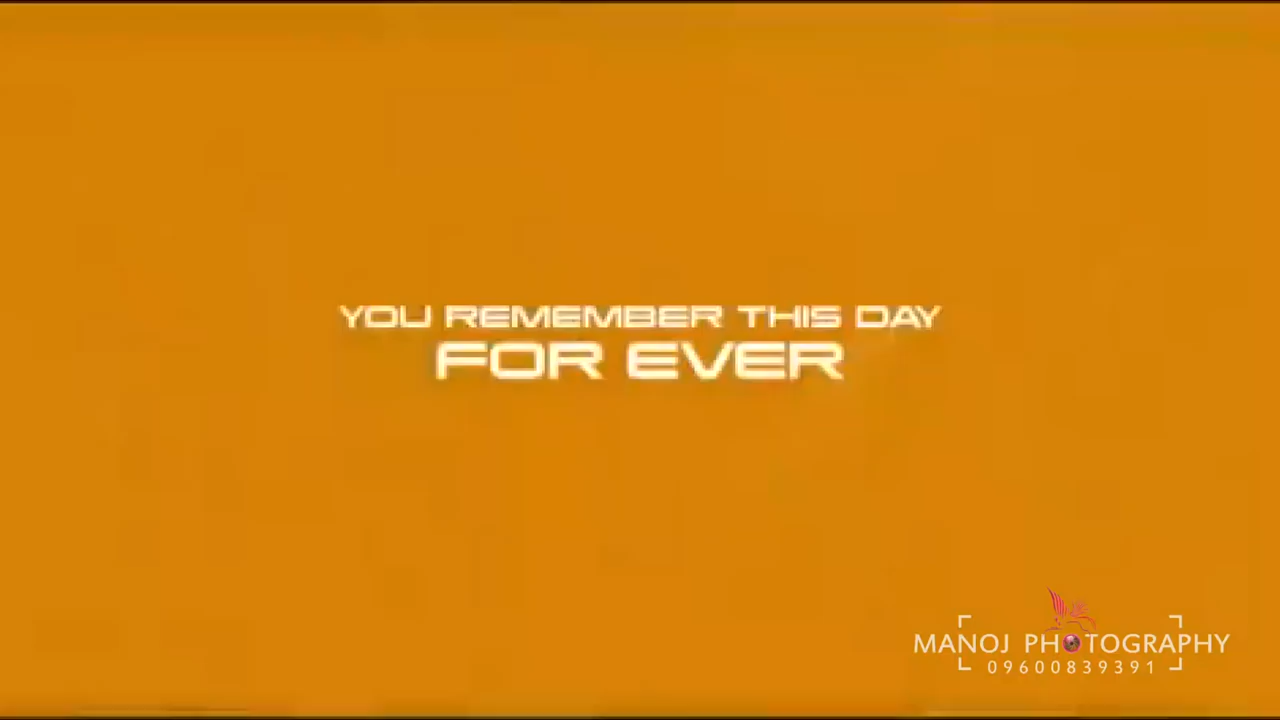 YOU REMEMBER THIS DAY
FOR EVER
MANOJ PHOTOGRAPHY
09600839391